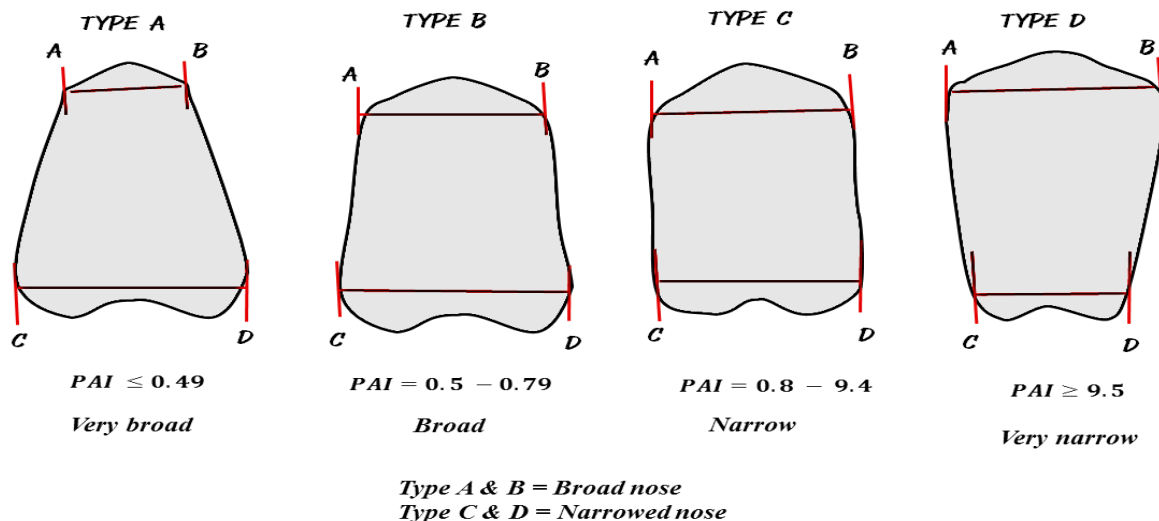 TYPE A
A B
C D
PAI ≤ 0.49
Very broad
TYPE B
A B
C D
PAI = 0.5 − 0.79
Broad
TYPE C
A B
C D
PAI = 0.8 − 9.4
Narrow
TYPE D
A B
C D
PAI ≥ 9.5
Very narrow
Type A & B = Broad nose
Type C & D = Narrowed nose